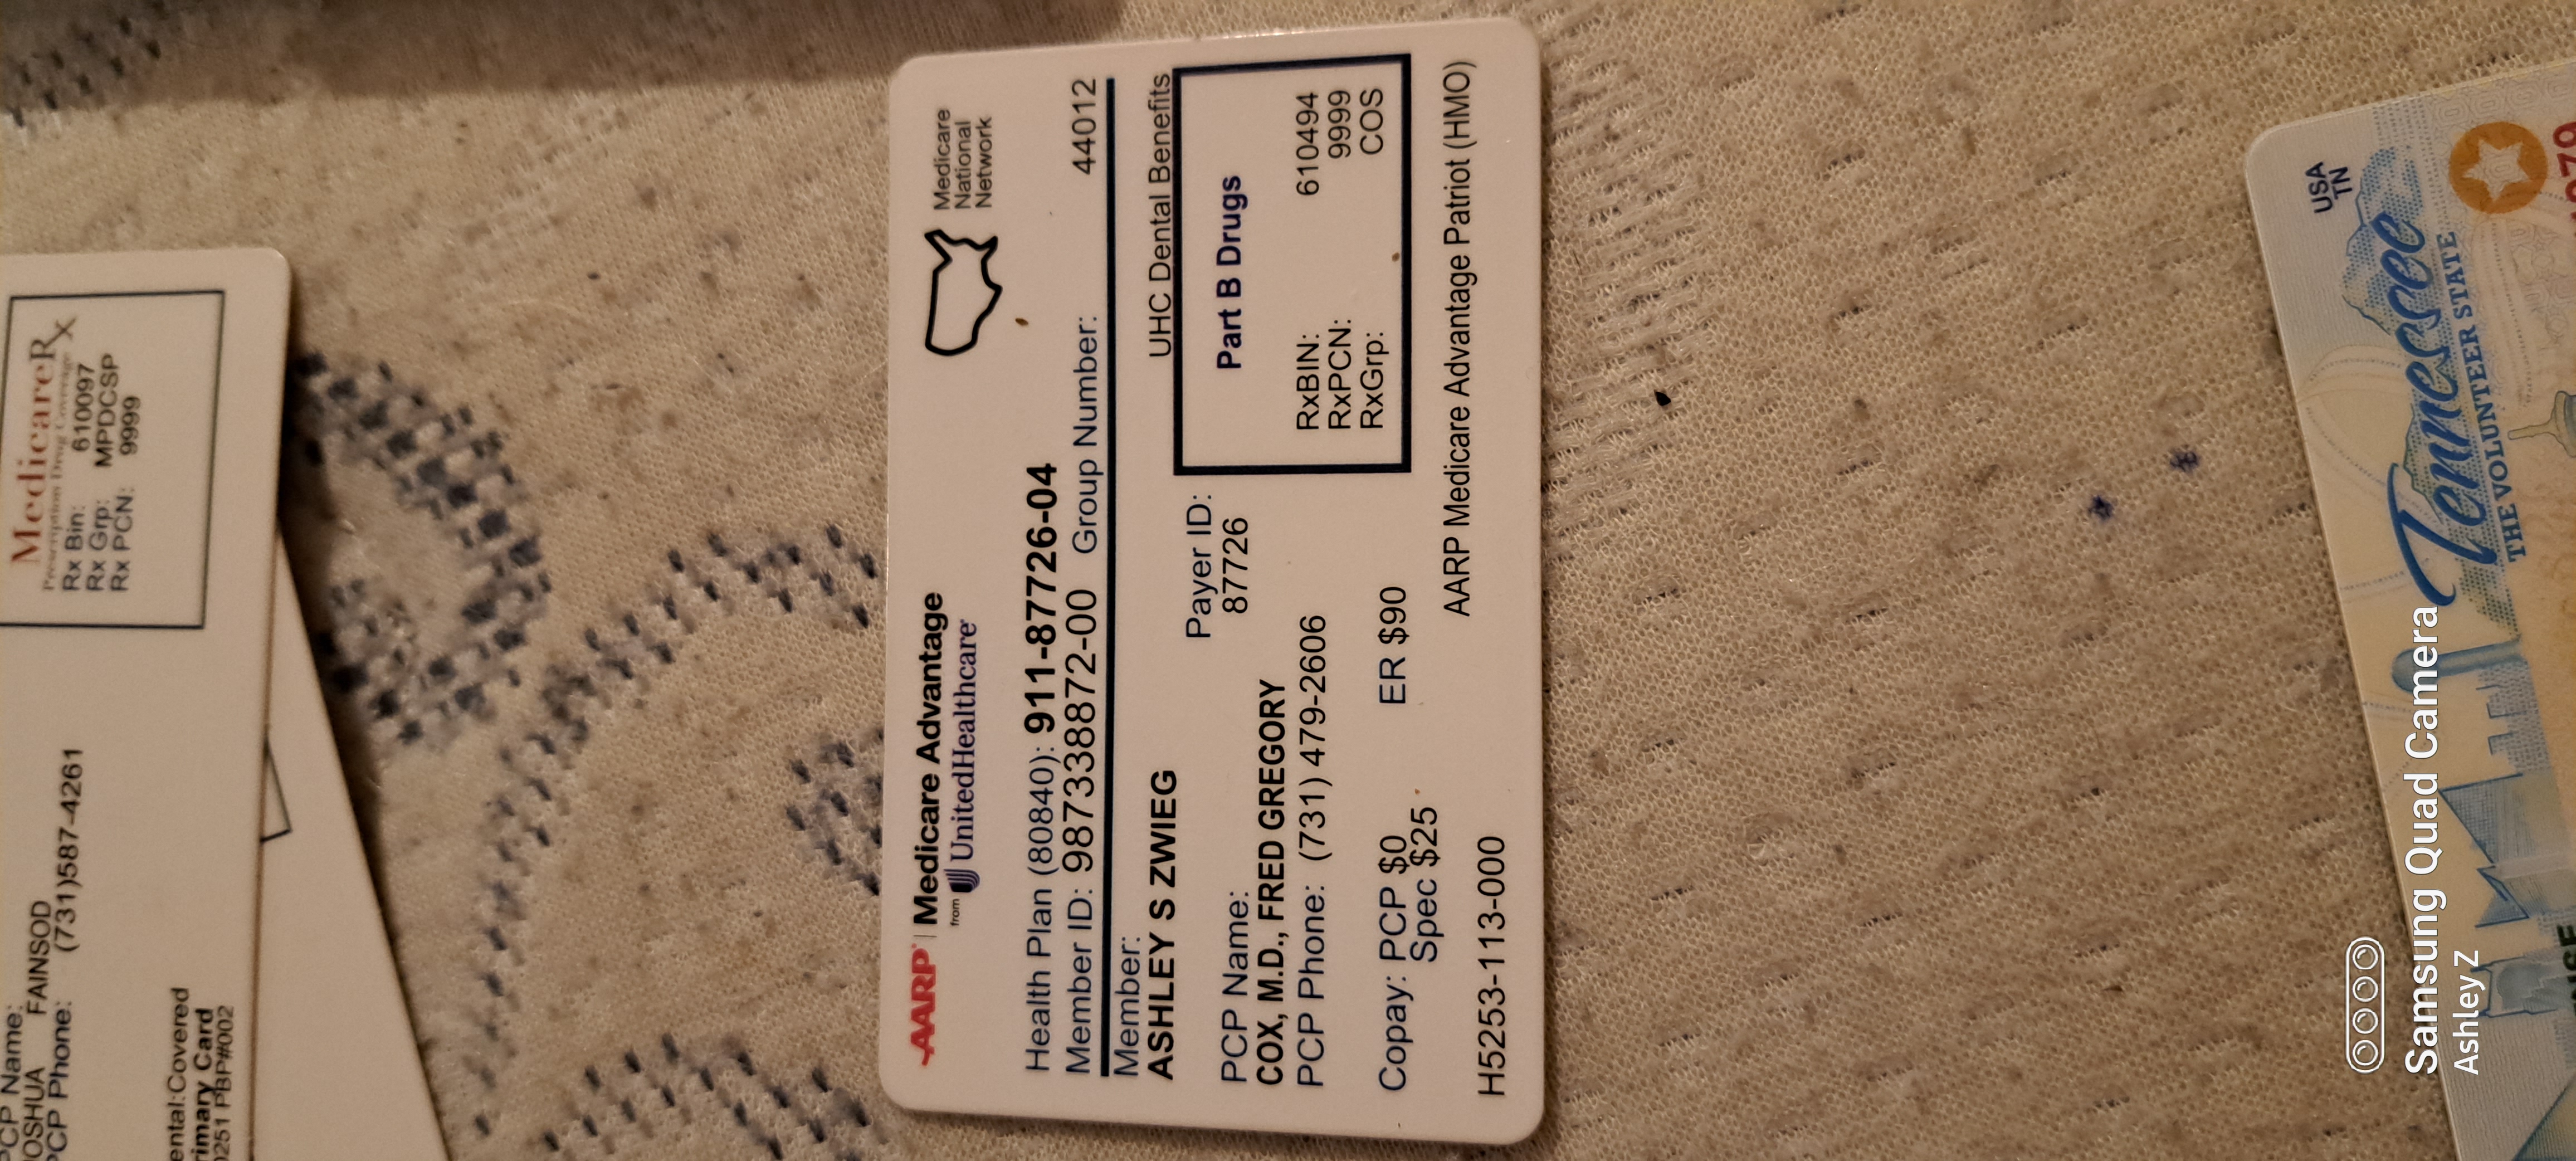 MedicareRx
Prescription Drug Coverage
Rx Bin: 610097
Rx Grp: MPDCSP
Rx PCN: 9999
PCP Name:
JOSHUA FAINSOD
PCP Phone: (731)587-4261
ental:Covered
rimary Card
0251 PBP#002
AARP | Medicare Advantage
from UnitedHealthcare
Medicare
National
Network
Health Plan (80840): 911-87726-04
Member ID: 987338872-00 Group Number: 44012
Member:
ASHLEY S ZWIEG
UHC Dental Benefits
Payer ID:
87726
PCP Name:
COX, M.D., FRED GREGORY
PCP Phone: (731) 479-2606
Part B Drugs
RxBIN: 610494
RxPCN: 9999
RxGrp: COS
Copay: PCP $0 ER $90
Spec $25
AARP Medicare Advantage Patriot (HMO)
H5253-113-000
USA
TN
Tennessee
THE VOLUNTEER STATE
Samsung Quad Camera
Ashley Z